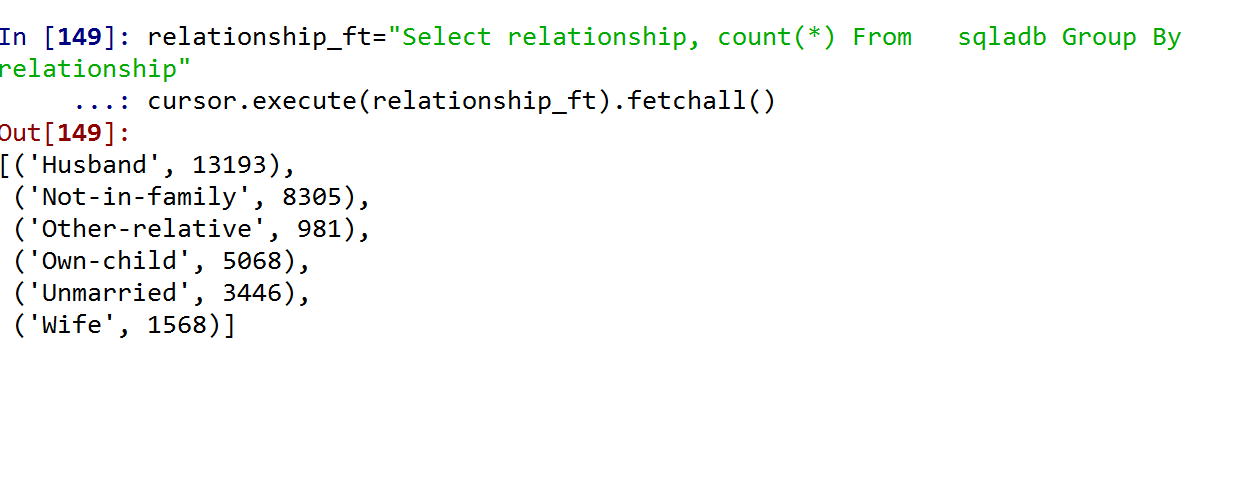 In [149]: relationship_ft="Select relationship, count(*) From   sqladb Group By
relationship"
     ...: cursor.execute(relationship_ft).fetchall()
Out[149]:
[('Husband', 13193),
 ('Not-in-family', 8305),
 ('Other-relative', 981),
 ('Own-child', 5068),
 ('Unmarried', 3446),
 ('Wife', 1568)]